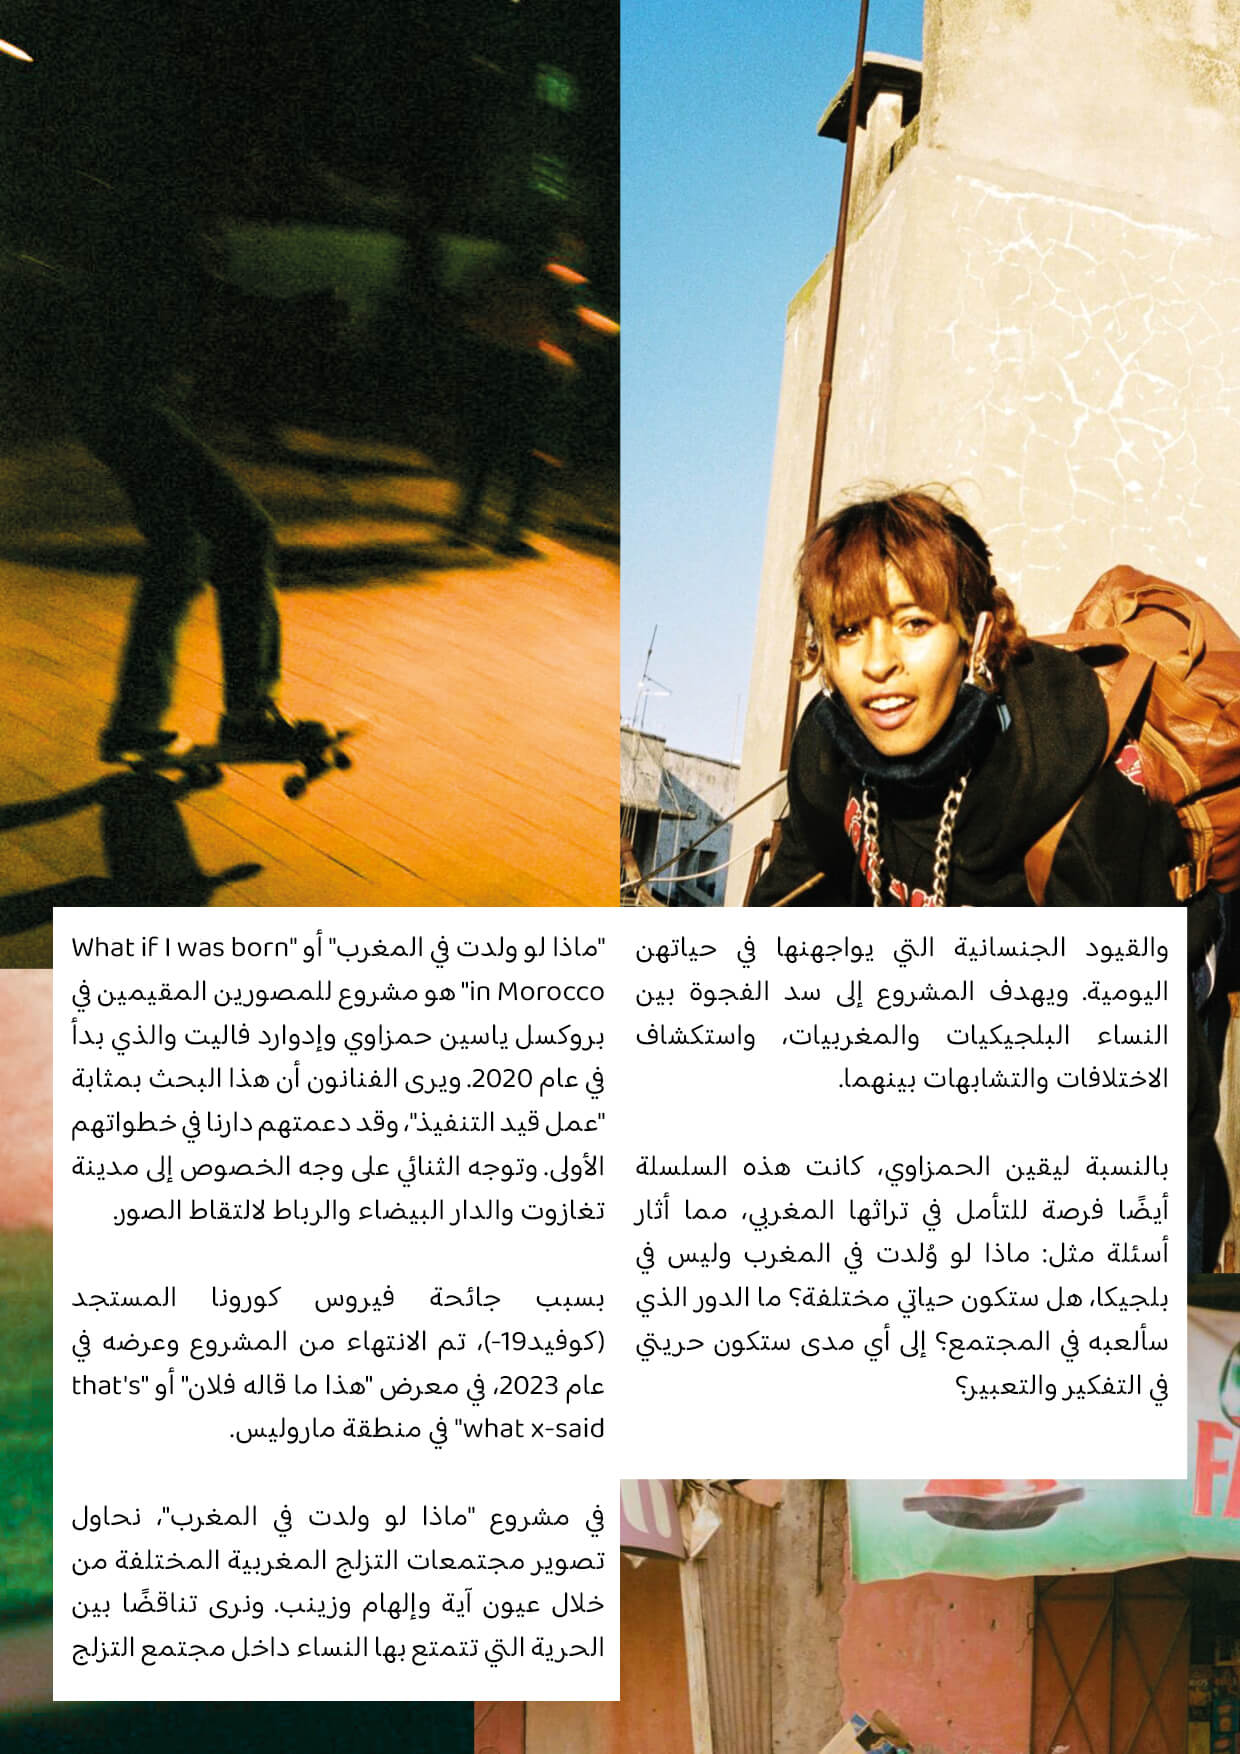 "ماذا لو ولدت في المغرب" أو "What if I was born
in Morocco" هو مشروع للمصورين المقيمين في
بروكسل ياسين حمزاوي وإدوارد فاليت والذي بدأ
في عام 2020. ويرى الفنانون أن هذا البحث بمثابة
"عمل قيد التنفيذ"، وقد دعمتهم دارنا في خطواتهم
الأولى. وتوجه الثنائي على وجه الخصوص إلى مدينة
تغازوت والدار البيضاء والرباط لالتقاط الصور.
بسبب جائحة فيروس كورونا المستجد
(كوفيد19-)، تم الانتهاء من المشروع وعرضه في
عام 2023، في معرض "هذا ما قاله فلان" أو "that's
what x-said" في منطقة ماروليس.
في مشروع "ماذا لو ولدت في المغرب"، نحاول
تصوير مجتمعات التزلج المغربية المختلفة من
خلال عيون آية وإلهام وزينب. ونرى تناقضًا بين
الحرية التي تتمتع بها النساء داخل مجتمع التزلج
والقيود الجنسانية التي يواجهنها في حياتهن
اليومية. ويهدف المشروع إلى سد الفجوة بين
النساء البلجيكيات والمغربيات، واستكشاف
الاختلافات والتشابهات بينهما.
بالنسبة ليقين الحمزاوي، كانت هذه السلسلة
أيضًا فرصة للتأمل في تراثها المغربي، مما أثار
أسئلة مثل: ماذا لو وُلدت في المغرب وليس في
بلجيكا، هل ستكون حياتي مختلفة؟ ما الدور الذي
سألعبه في المجتمع؟ إلى أي مدى ستكون حريتي
في التفكير والتعبير؟
FA